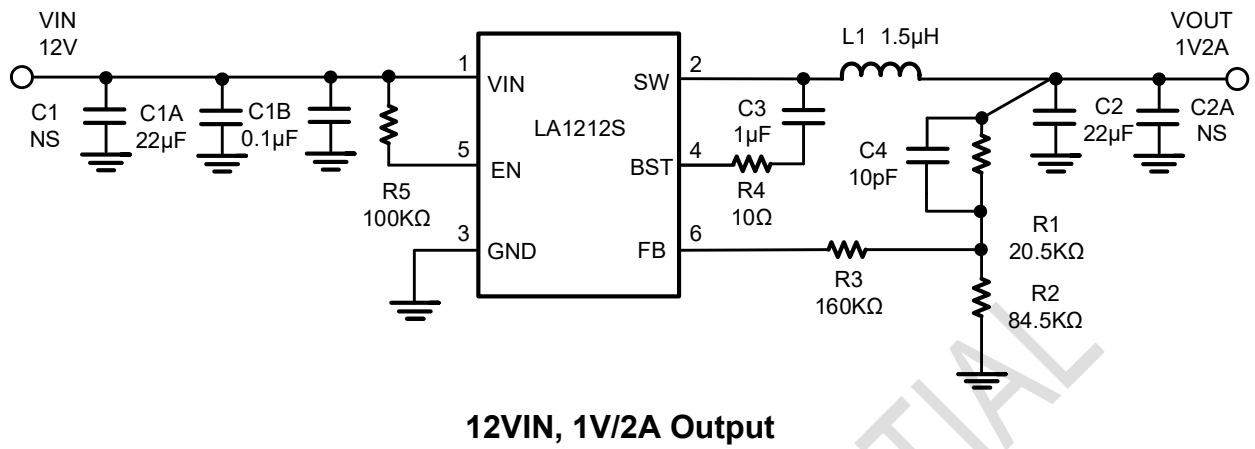 VIN
12V
VOUT
1V2A
L1 1.5µH
1
VIN
SW
2
C1
NS
C1A
22µF
C1B
0.1µF
LA1212S
C3
1µF
C2
22µF
C2A
NS
5
EN
BST
4
C4
10pF
R5
100KΩ
R4
10Ω
3
GND
FB
6
R1
20.5KΩ
R3
160KΩ
R2
84.5KΩ
12VIN, 1V/2A Output
TIAL